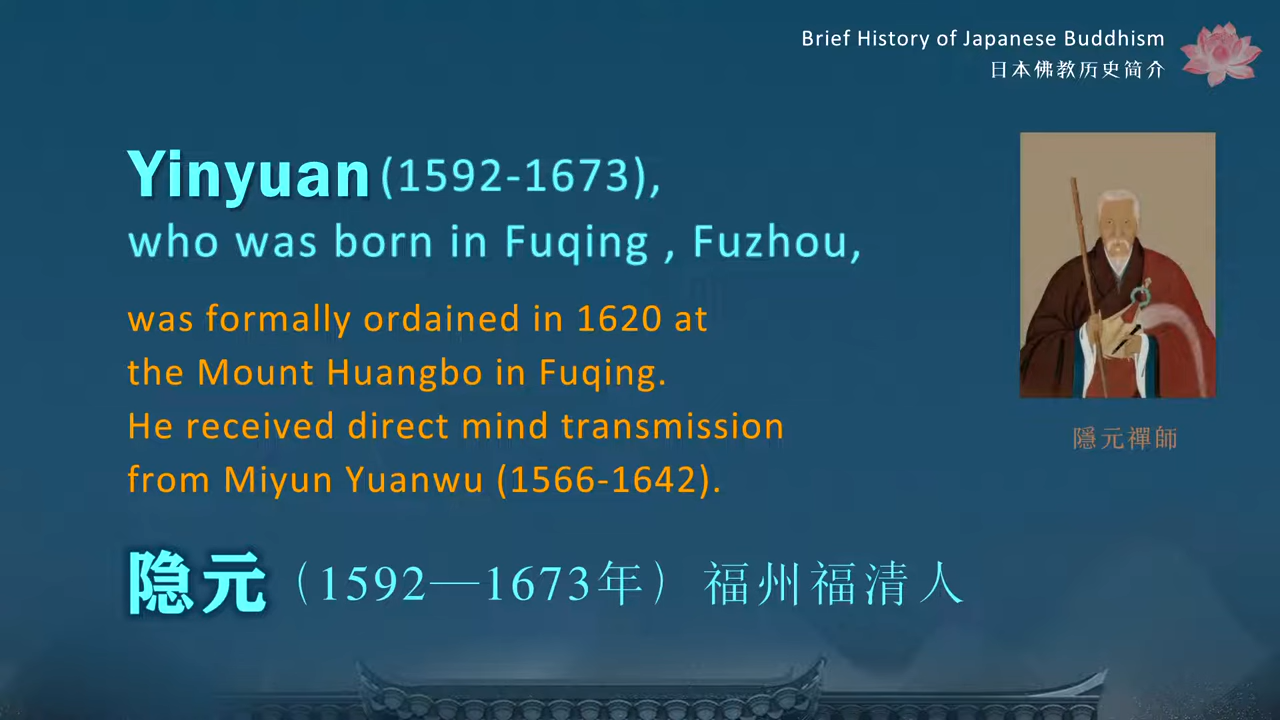 Brief History of Japanese Buddhism
日本佛教历史简介
Yinyuan (1592-1673),
who was born in Fuqing , Fuzhou,
was formally ordained in 1620 at
the Mount Huangbo in Fuqing.
He received direct mind transmission
from Miyun Yuanwu (1566-1642).
隱元禪師
隐元（1592—1673年）福州福清人